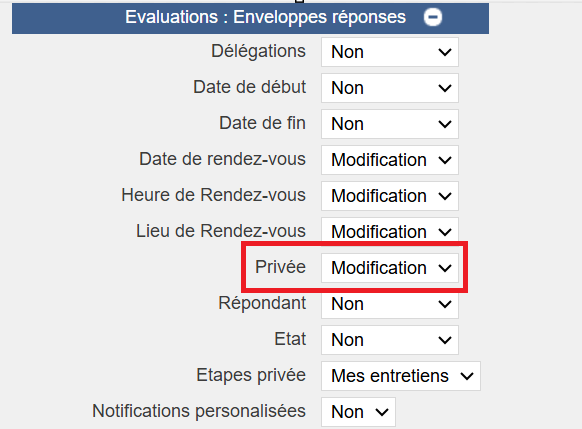 Evaluations : Enveloppes réponses
Délégations Non
Date de début Non
Date de fin Non
Date de rendez-vous Modification
Heure de Rendez-vous Modification
Lieu de Rendez-vous Modification
Privée Modification
Répondant Non
Etat Non
Etapes privée Mes entretiens
Notifications personalisées Non